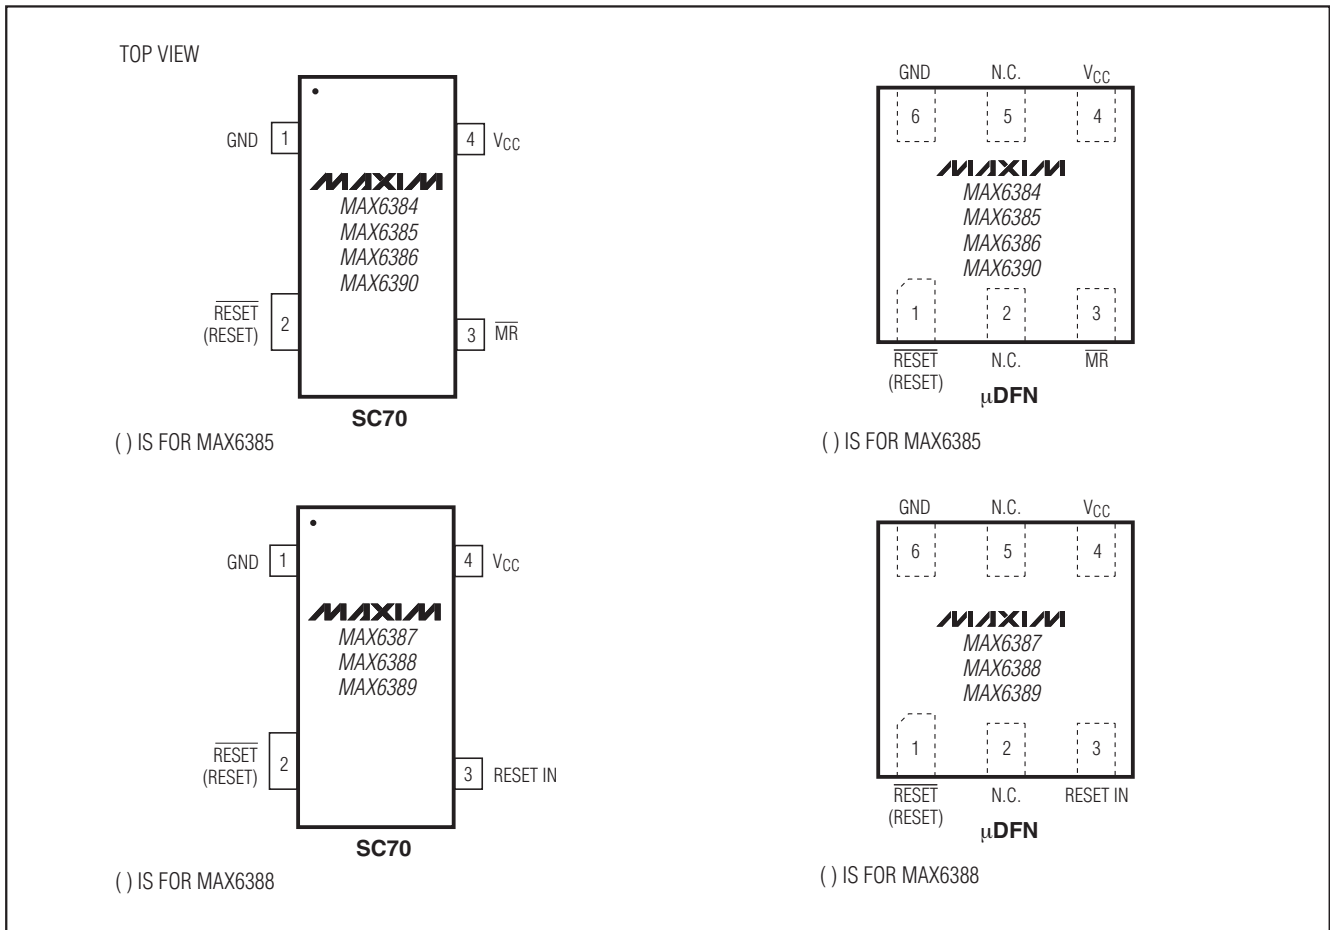 TOP VIEW
GND 1
4 VCC
MAXIM
MAX6384
MAX6385
MAX6386
MAX6390
RESET
(RESET)
2
3 MR
SC70
( ) IS FOR MAX6385
GND N.C. VCC
6 5 4
MAXIM
MAX6384
MAX6385
MAX6386
MAX6390
1 2 3
RESET
(RESET)
N.C. MR
μDFN
( ) IS FOR MAX6385
GND 1
4 VCC
MAXIM
MAX6387
MAX6388
MAX6389
RESET
(RESET)
2
3 RESET IN
SC70
( ) IS FOR MAX6388
GND N.C. VCC
6 5 4
MAXIM
MAX6387
MAX6388
MAX6389
1 2 3
RESET
(RESET)
N.C. RESET IN
μDFN
( ) IS FOR MAX6388